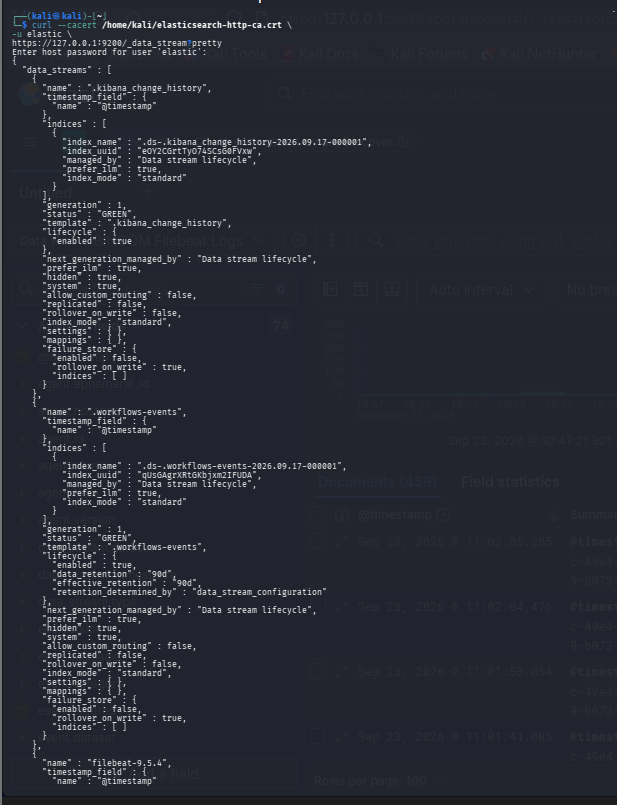 ┌──(kali㉿kali)-[~]
└─$ curl --cacert /home/kali/elasticsearch-http-ca.crt \
-u elastic \
https://127.0.0.1:9200/_data_stream?pretty
Enter host password for user 'elastic':
{
  "data_streams" : [
    {
      "name" : ".kibana_change_history",
      "timestamp_field" : {
        "name" : "@timestamp"
      },
      "indices" : [
        {
          "index_name" : ".ds-.kibana_change_history-2026.09.17-000001",
          "index_uuid" : "eOY2CGrtTyO74SCsG0FVxw",
          "managed_by" : "Data stream lifecycle",
          "prefer_ilm" : true,
          "index_mode" : "standard"
        }
      ],
      "generation" : 1,
      "status" : "GREEN",
      "template" : ".kibana_change_history",
      "lifecycle" : {
        "enabled" : true
      },
      "next_generation_managed_by" : "Data stream lifecycle",
      "prefer_ilm" : true,
      "hidden" : true,
      "system" : true,
      "allow_custom_routing" : false,
      "replicated" : false,
      "rollover_on_write" : false,
      "index_mode" : "standard",
      "settings" : { },
      "mappings" : { },
      "failure_store" : {
        "enabled" : false,
        "rollover_on_write" : true,
        "indices" : [ ]
      }
    },
    {
      "name" : ".workflows-events",
      "timestamp_field" : {
        "name" : "@timestamp"
      },
      "indices" : [
        {
          "index_name" : ".ds-.workflows-events-2026.09.17-000001",
          "index_uuid" : "qUsGAgrXRtGKbjxm2IFUDA",
          "managed_by" : "Data stream lifecycle",
          "prefer_ilm" : true,
          "index_mode" : "standard"
        }
      ],
      "generation" : 1,
      "status" : "GREEN",
      "template" : ".workflows-events",
      "lifecycle" : {
        "enabled" : true,
        "data_retention" : "90d",
        "effective_retention" : "90d",
        "retention_determined_by" : "data_stream_configuration"
      },
      "next_generation_managed_by" : "Data stream lifecycle",
      "prefer_ilm" : true,
      "hidden" : true,
      "system" : true,
      "allow_custom_routing" : false,
      "replicated" : false,
      "rollover_on_write" : false,
      "index_mode" : "standard",
      "settings" : { },
      "mappings" : { },
      "failure_store" : {
        "enabled" : false,
        "rollover_on_write" : true,
        "indices" : [ ]
      }
    },
    {
      "name" : "filebeat-9.5.4",
      "timestamp_field" : {
        "name" : "@timestamp"
127.0.0.1
Kali Docs
Kali Forums
Kali NetHunter
Filebeat Logs
74
Auto interval
Sep 23, 2026 @ 10:47:21.301
Documents (459)
Field statistics
@timestamp
Sep 23, 2026 @ 11:02:05.285
Sep 23, 2026 @ 11:02:04.476
Sep 23, 2026 @ 11:01:53.054
Sep 23, 2026 @ 11:01:41.085
Rows per page: 100